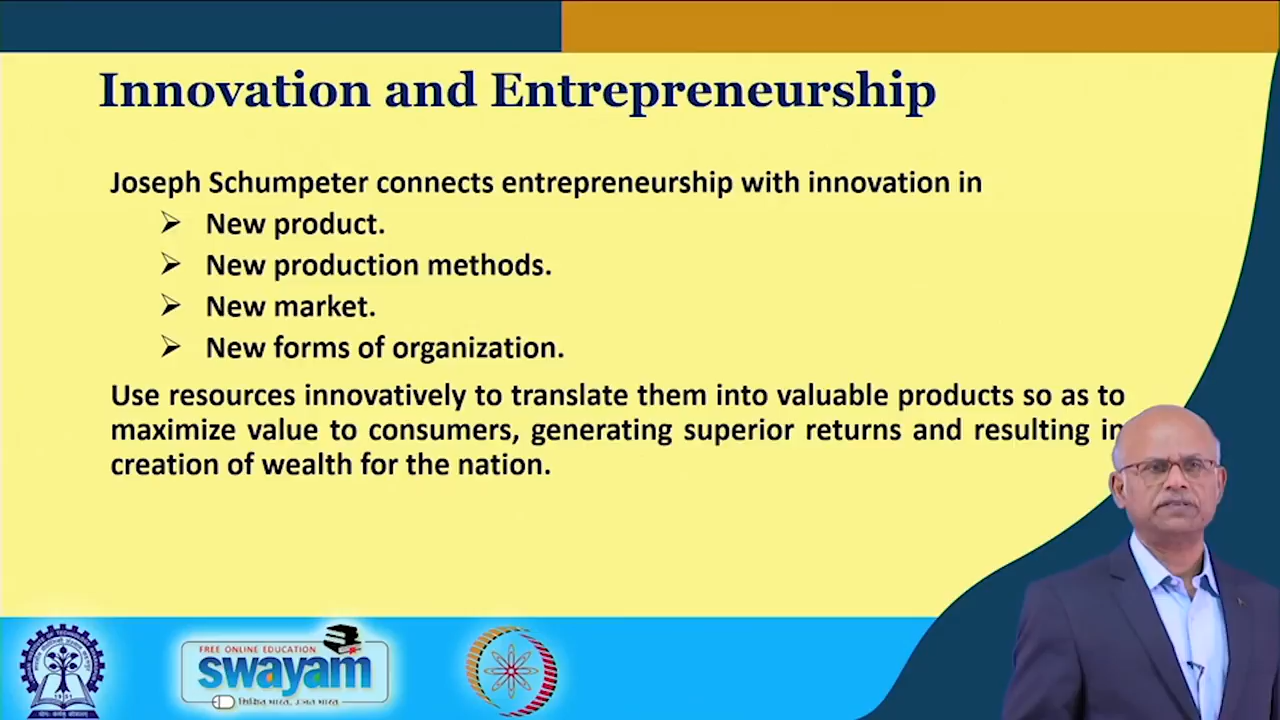 Innovation and Entrepreneurship
Joseph Schumpeter connects entrepreneurship with innovation in
➢ New product.
➢ New production methods.
➢ New market.
➢ New forms of organization.
Use resources innovatively to translate them into valuable products so as to
maximize value to consumers, generating superior returns and resulting in
creation of wealth for the nation.
FREE ONLINE EDUCATION
swayam